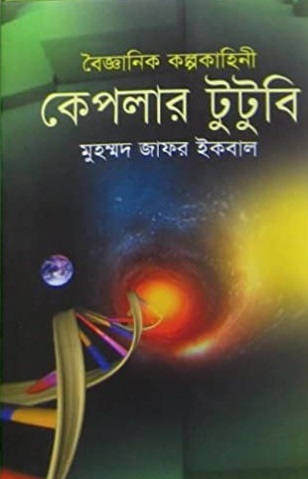 বৈজ্ঞানিক কল্পকাহিনী
কেপলার টুটুবি
মুহম্মদ জাফর ইকবাল